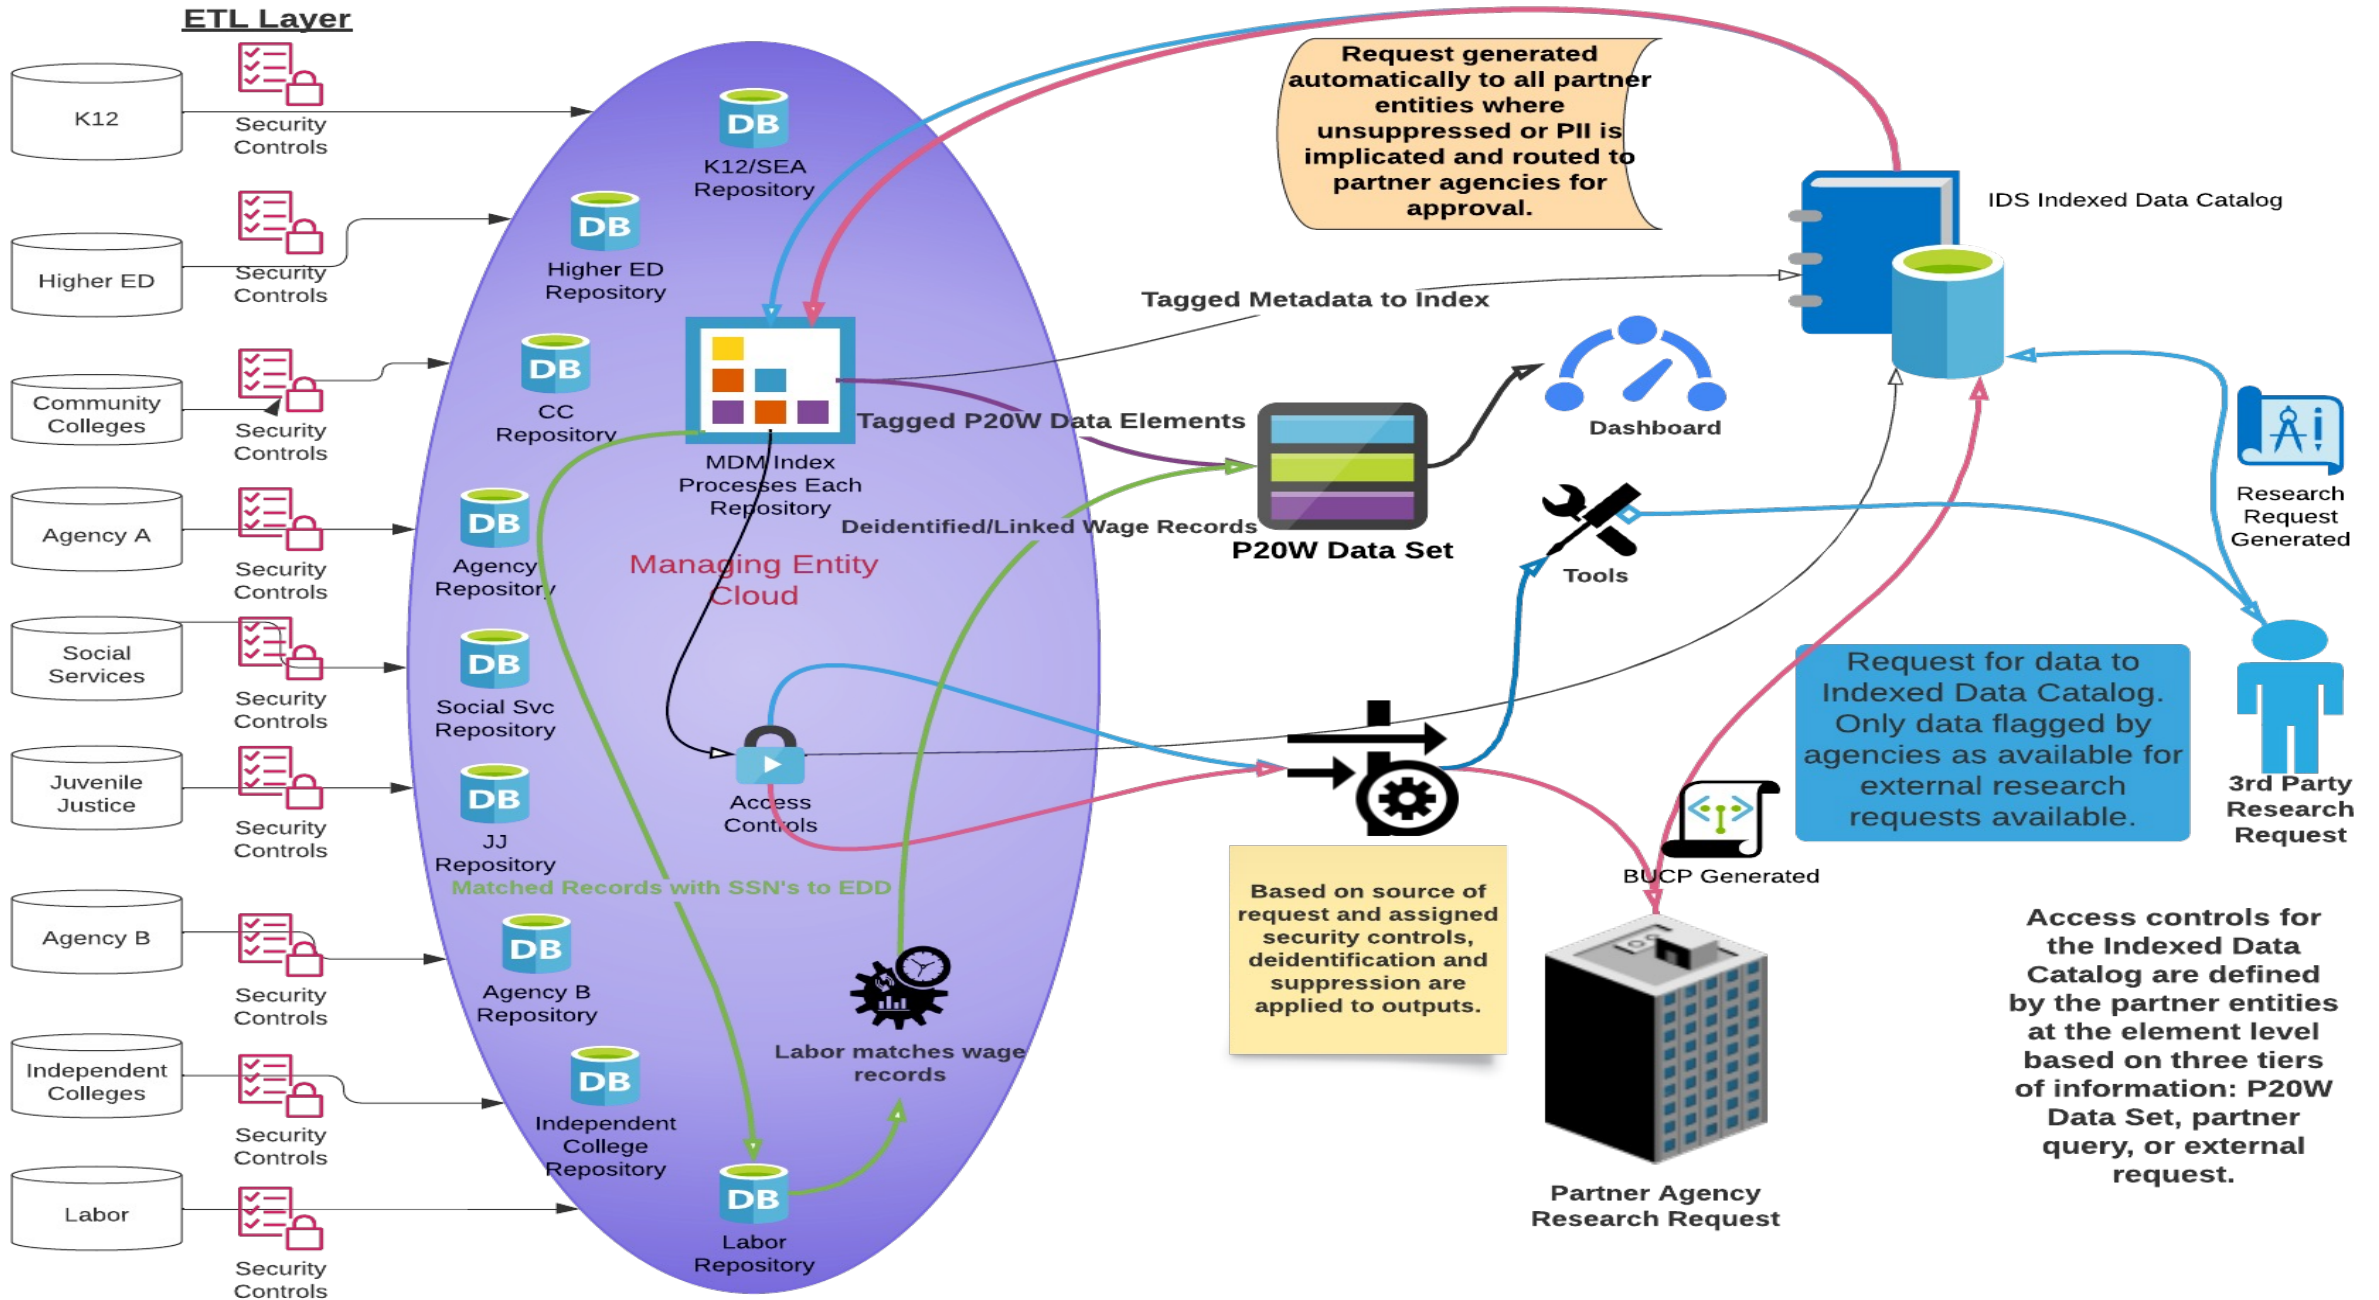 ETL Layer
K12
Security
Controls
Higher ED
Security
Controls
Community
Colleges
Security
Controls
Agency A
Security
Controls
Social
Services
Security
Controls
Juvenile
Justice
Security
Controls
Agency B
Security
Controls
Independent
Colleges
Security
Controls
Labor
Security
Controls
DB
K12/SEA
Repository
DB
Higher ED
Repository
DB
CC
Repository
MDM Index
Processes Each
Repository
DB
Agency
Repository
Managing Entity
Cloud
DB
Social Svc
Repository
DB
JJ
Repository
Access
Controls
Matched Records with SSN's to EDD
DB
Agency B
Repository
Labor matches wage
records
DB
Independent
College
Repository
DB
Labor
Repository
Request generated
automatically to all partner
entities where
unsuppressed or PII is
implicated and routed to
partner agencies for
approval.
IDS Indexed Data Catalog
Tagged Metadata to Index
Tagged P20W Data Elements
Deidentified/Linked Wage Records
P20W Data Set
Dashboard
Tools
Research
Request
Generated
Request for data to
Indexed Data Catalog.
Only data flagged by
agencies as available for
external research
requests available.
3rd Party
Research
Request
BUCP Generated
Based on source of
request and assigned
security controls,
deidentification and
suppression are
applied to outputs.
Partner Agency
Research Request
Access controls for
the Indexed Data
Catalog are defined
by the partner entities
at the element level
based on three tiers
of information: P20W
Data Set, partner
query, or external
request.